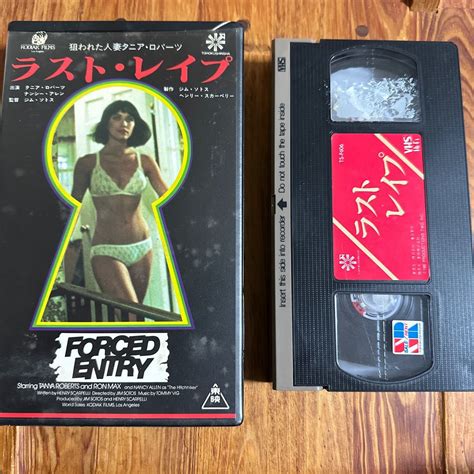 KODIAK FILMS
Los Angeles
狙われた人妻タニア・ロバーツ
ラスト・レイプ
出演 タニア・ロバーツ
ナンシー・アレン
監督 ジム・ソトス
製作 ジム・ソトス
ヘンリー・スカーペリー
FORCED
ENTRY
Starring TANYA ROBERTS and RON MAX and NANCY ALLEN as "The Hitchhiker"
Written by HENRY SCARPELLI Directed by JIM SOTOS Music by TOMMY VIG
Produced by JIM SOTOS and HENRY SCARPELLI
World Sales: KODIAK FILMS, Los Angeles
VHS
Insert this side into recorder
Do not touch the tape inside
ラスト
レイプ
VHS